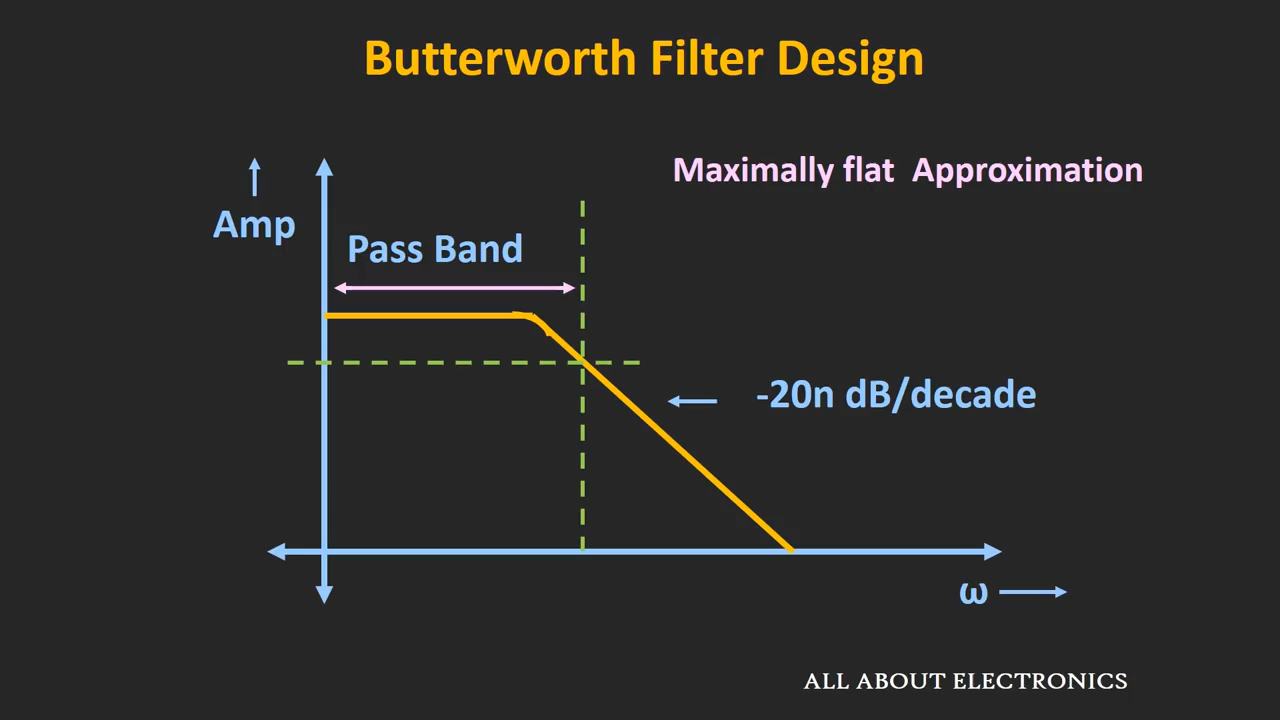 Butterworth Filter Design
Maximally flat Approximation
Amp
Pass Band
-20n dB/decade
ω
ALL ABOUT ELECTRONICS